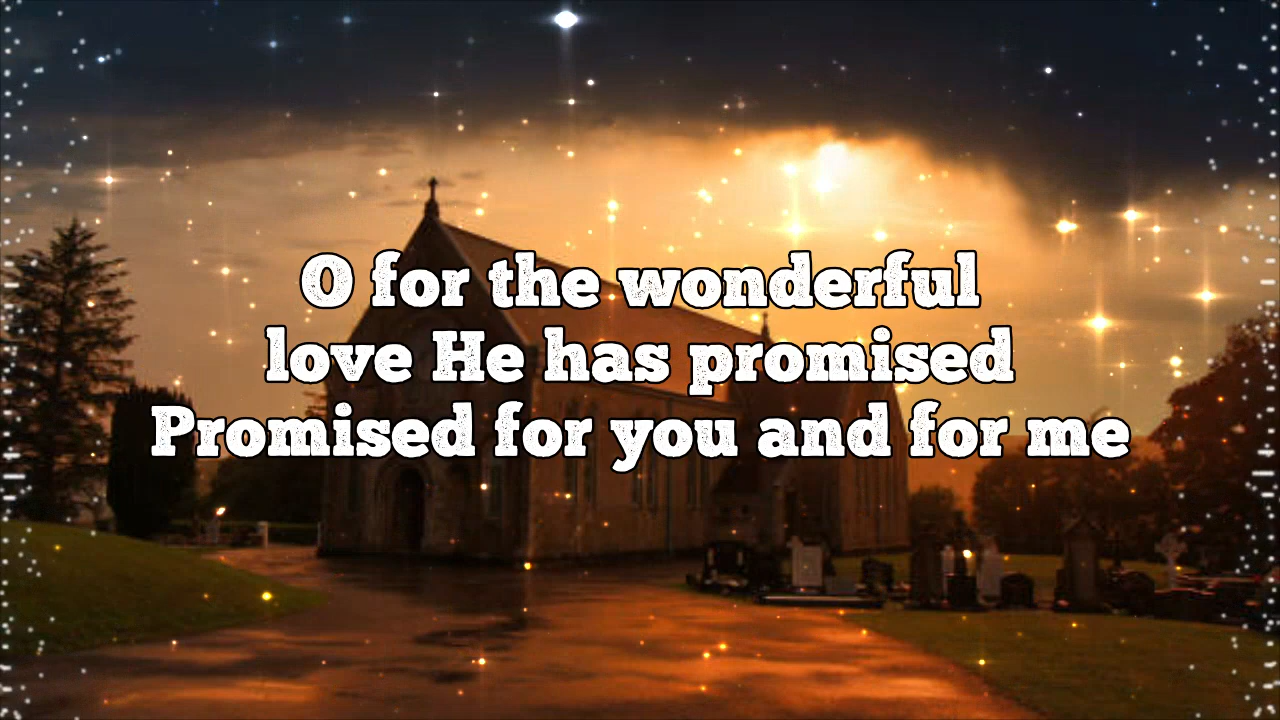 O for the wonderful
love He has promised
Promised for you and for me